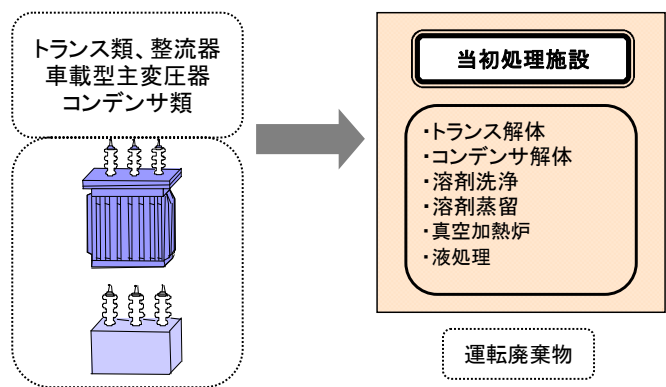 トランス類、整流器
車載型主変圧器
コンデンサ類
当初処理施設
・トランス解体
・コンデンサ解体
・溶剤洗浄
・溶剤蒸留
・真空加熱炉
・液処理
運転廃棄物